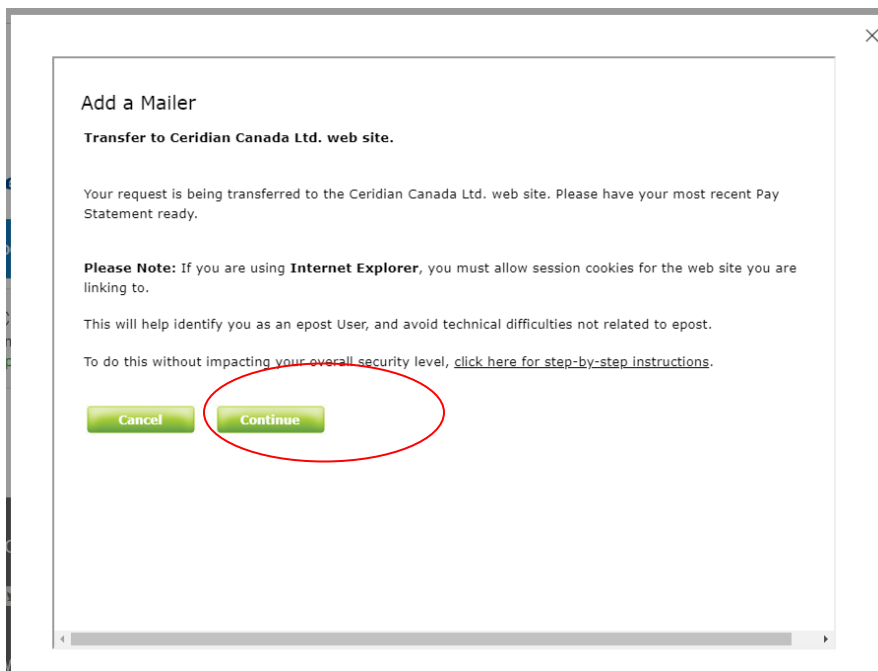 Add a Mailer
Transfer to Ceridian Canada Ltd. web site.
Your request is being transferred to the Ceridian Canada Ltd. web site. Please have your most recent Pay
Statement ready.
Please Note: If you are using Internet Explorer, you must allow session cookies for the web site you are
linking to.
This will help identify you as an epost User, and avoid technical difficulties not related to epost.
To do this without impacting your overall security level, click here for step-by-step instructions.
Cancel Continue